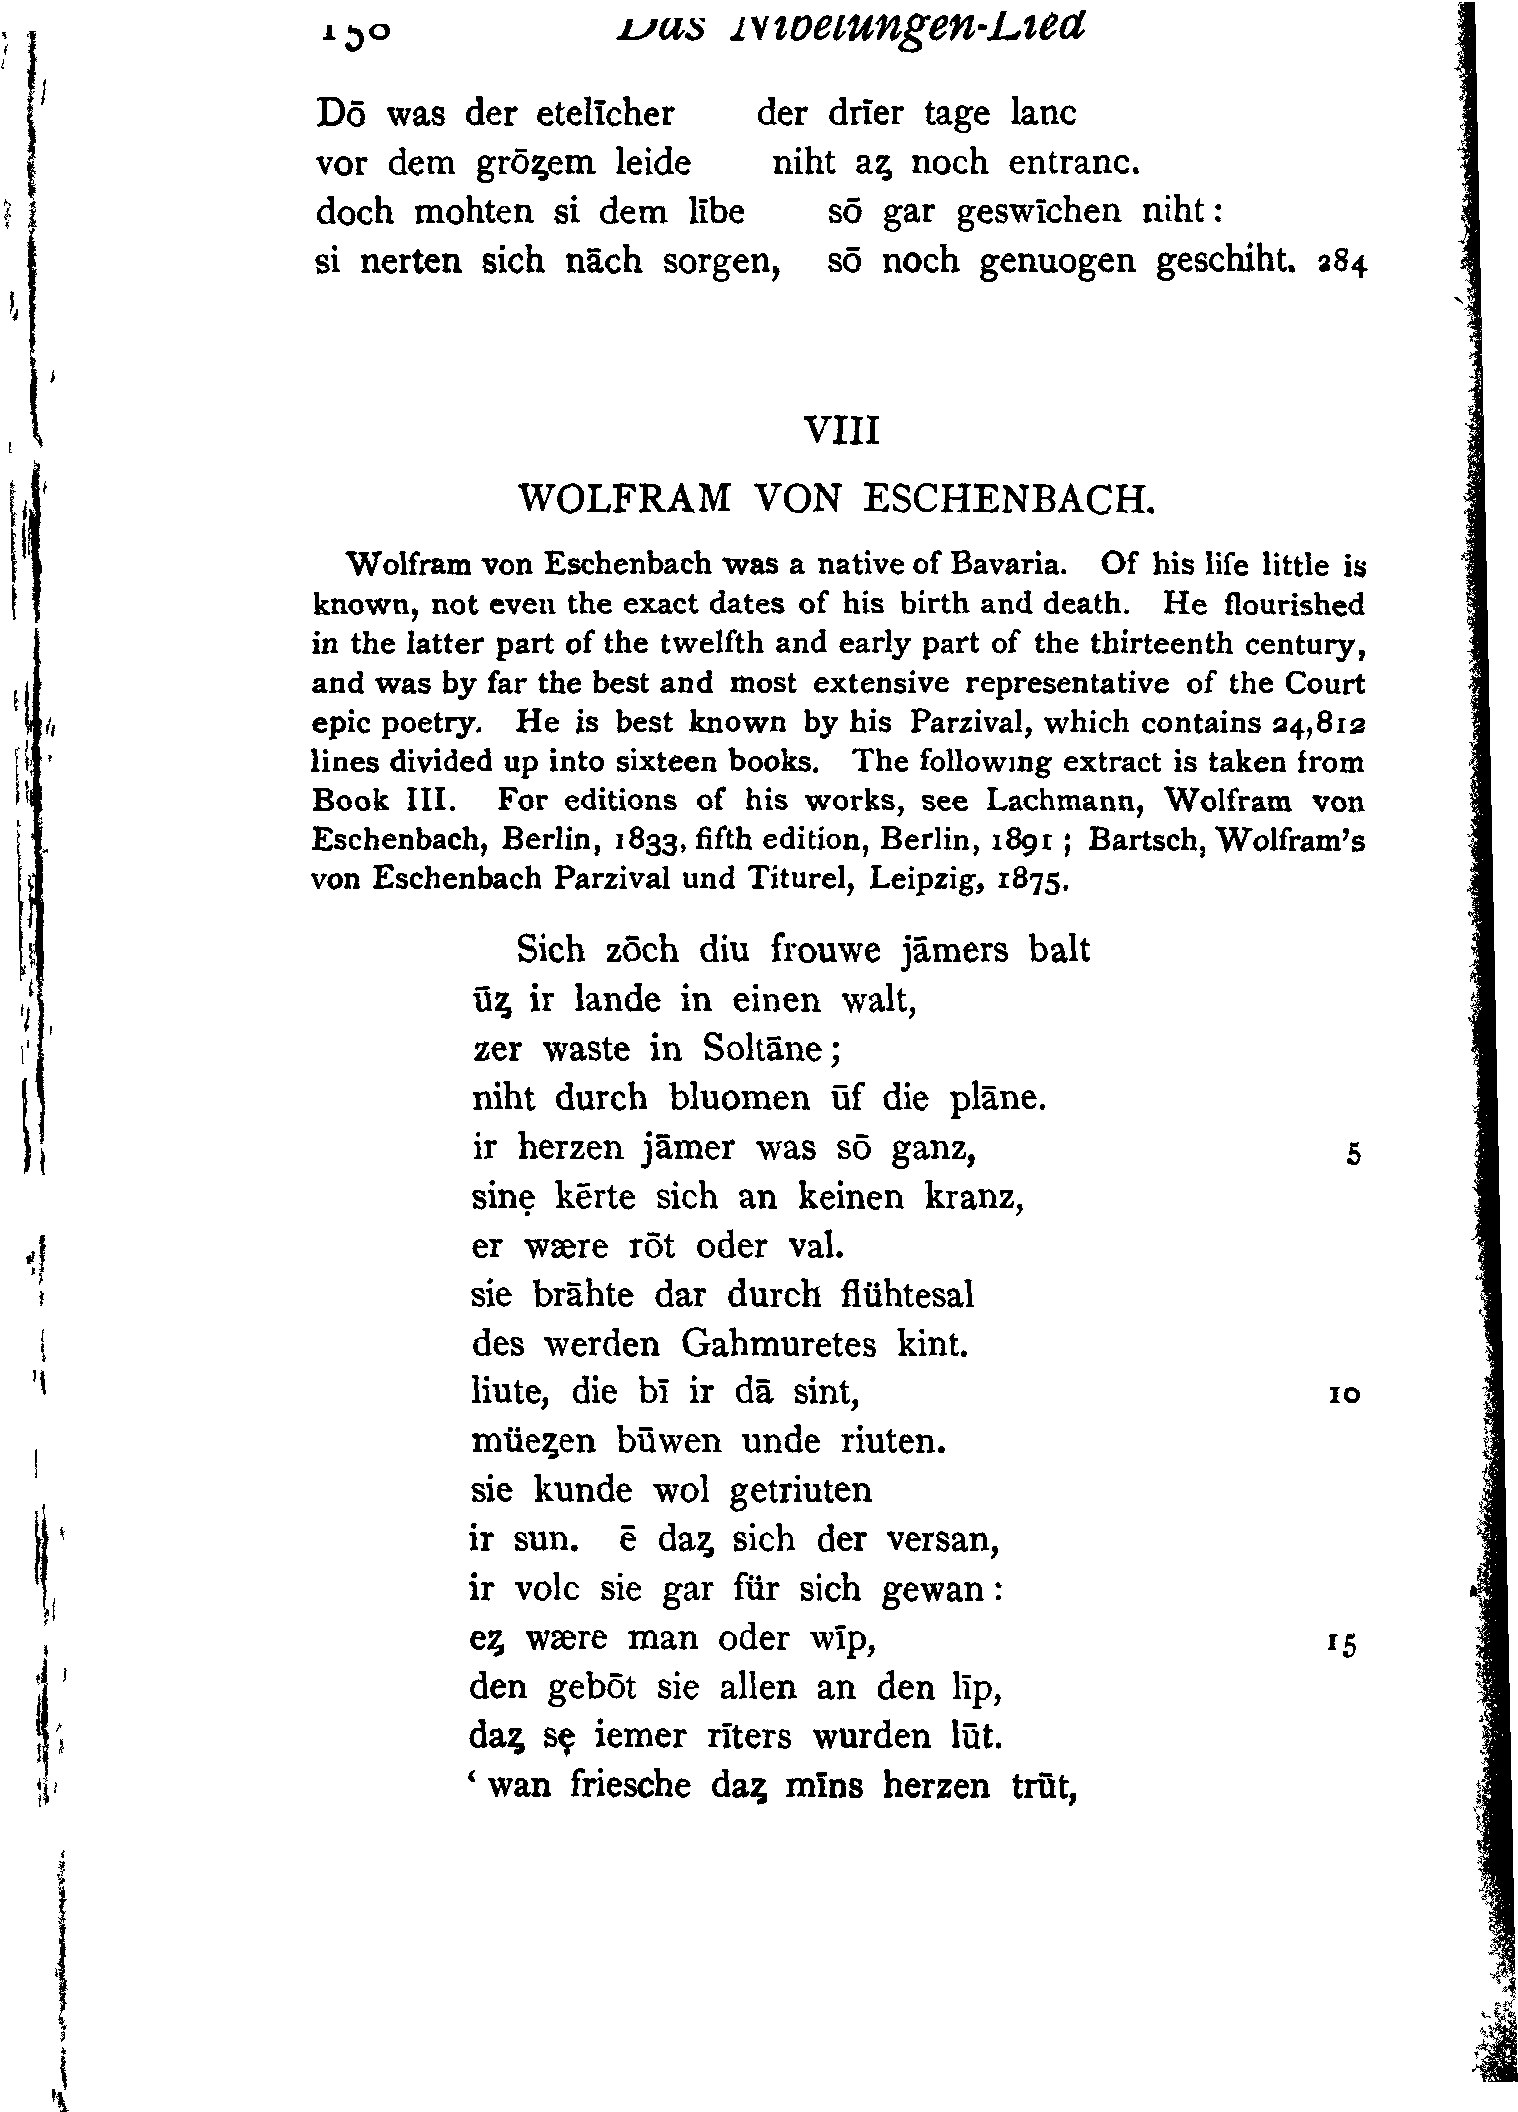 150 Das Nibelungen-Lied
Dō was der etelīcher der drīer tage lanc
vor dem grōȥem leide niht aȥ noch entranc.
doch mohten si dem lībe sō gar geswīchen niht:
si nerten sich nāch sorgen, sō noch genuogen geschiht. 284
VIII
WOLFRAM VON ESCHENBACH.
Wolfram von Eschenbach was a native of Bavaria. Of his life little is
known, not even the exact dates of his birth and death. He flourished
in the latter part of the twelfth and early part of the thirteenth century,
and was by far the best and most extensive representative of the Court
epic poetry. He is best known by his Parzival, which contains 24,812
lines divided up into sixteen books. The following extract is taken from
Book III. For editions of his works, see Lachmann, Wolfram von
Eschenbach, Berlin, 1833, fifth edition, Berlin, 1891; Bartsch, Wolfram's
von Eschenbach Parzival und Titurel, Leipzig, 1875.
Sich zōch diu frouwe jāmers balt
ūȥ ir lande in einen walt,
zer waste in Soltāne;
niht durch bluomen ūf die plāne.
ir herzen jāmer was sō ganz, 5
sinẹ kērte sich an keinen kranz,
er wære rōt oder val.
sie brāhte dar durch flühtesal
des werden Gahmuretes kint.
liute, die bī ir dā sint, 10
müeȥen būwen unde riuten.
sie kunde wol getriuten
ir sun. ē daȥ sich der versan,
ir volc sie gar für sich gewan:
eȥ wære man oder wīp, 15
den gebōt sie allen an den līp,
daȥ sẹ iemer rīters wurden lūt.
‘wan friesche daȥ mīns herzen trūt,